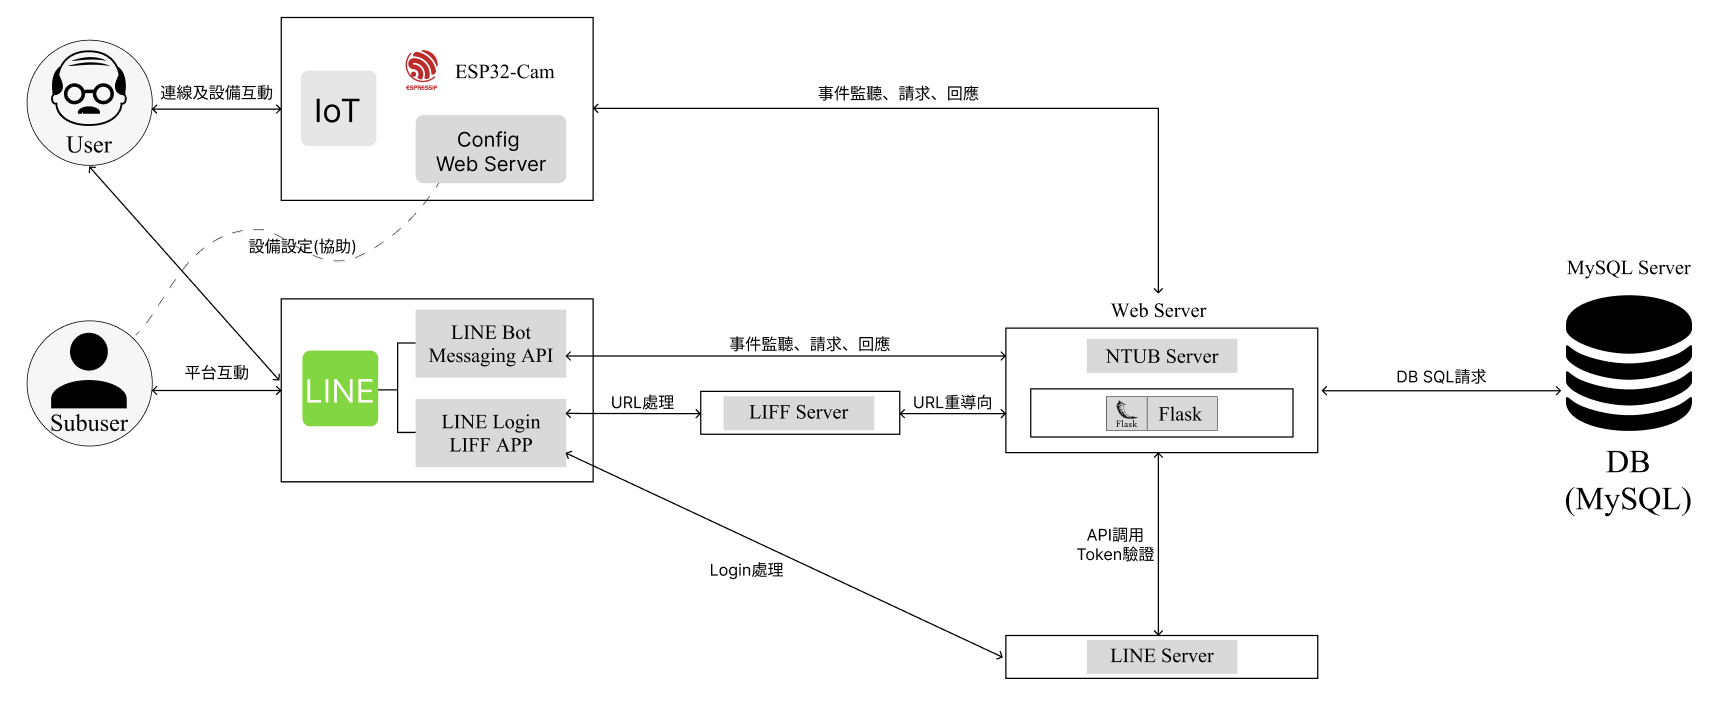 User
連線及設備互動
IoT
ESPRESSIF
ESP32-Cam
Config
Web Server
事件監聽、請求、回應
設備設定(協助)
Subuser
平台互動
LINE
LINE Bot
Messaging API
LINE Login
LIFF APP
事件監聽、請求、回應
URL處理
LIFF Server
URL重導向
Web Server
NTUB Server
Flask
Flask
DB SQL請求
MySQL Server
DB
(MySQL)
Login處理
API調用
Token驗證
LINE Server